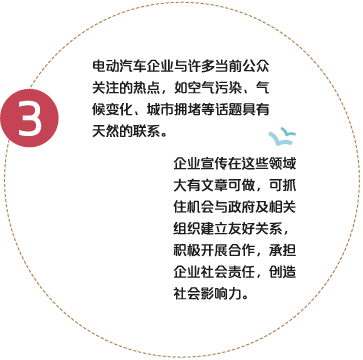 3
电动汽车企业与许多当前公众
关注的热点，如空气污染、气
候变化、城市拥堵等话题具有
天然的联系。
企业宣传在这些领域
大有文章可做，可抓
住机会与政府及相关
组织建立友好关系，
积极开展合作，承担
企业社会责任，创造
社会影响力。